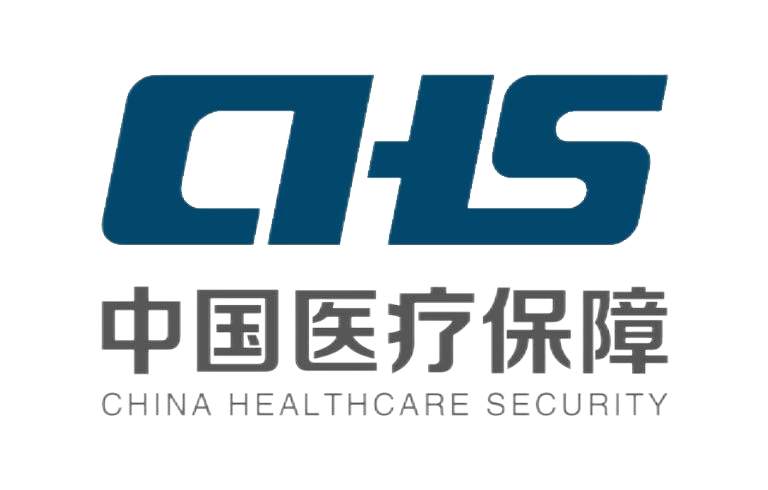 CHS
中国医疗保障
CHINA HEALTHCARE SECURITY